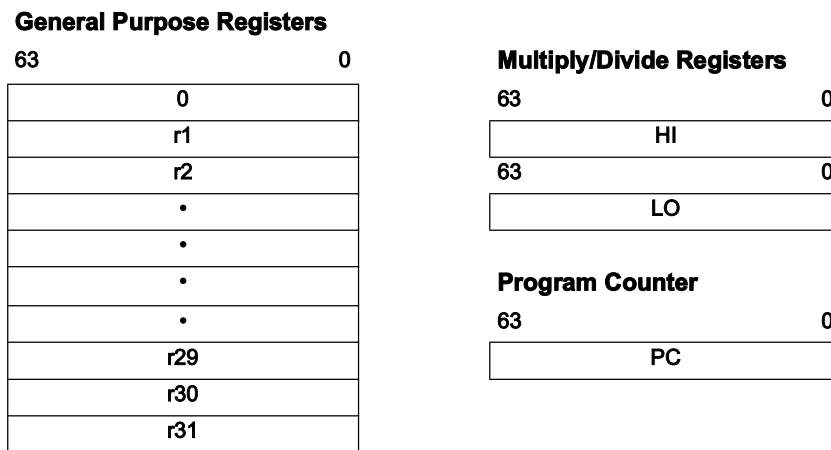 General Purpose Registers
63 0
0
r1
r2
•
•
•
•
r29
r30
r31
Multiply/Divide Registers
63 0
HI
63 0
LO
Program Counter
63 0
PC